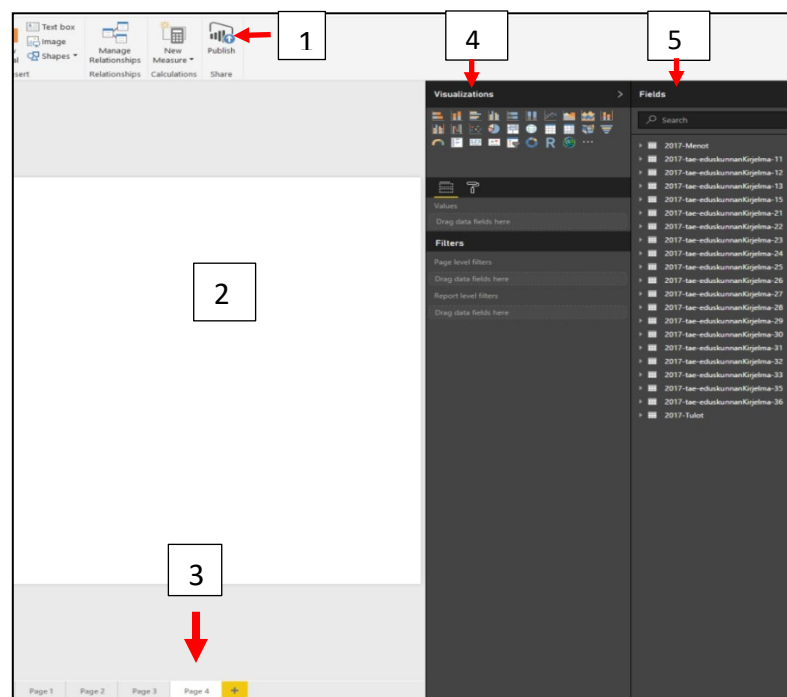 Text box
Image
Shapes
Manage
Relationships
New
Measure
Publish
Relationships
Calculations
Share
1
4
5
Visualizations
Fields
Search
2017-Menot
2017-tae-eduskunnanKirjelma-11
2017-tae-eduskunnanKirjelma-12
2017-tae-eduskunnanKirjelma-13
2017-tae-eduskunnanKirjelma-15
2017-tae-eduskunnanKirjelma-21
2017-tae-eduskunnanKirjelma-22
2017-tae-eduskunnanKirjelma-23
2017-tae-eduskunnanKirjelma-24
2017-tae-eduskunnanKirjelma-25
2017-tae-eduskunnanKirjelma-26
2017-tae-eduskunnanKirjelma-27
2017-tae-eduskunnanKirjelma-28
2017-tae-eduskunnanKirjelma-29
2017-tae-eduskunnanKirjelma-30
2017-tae-eduskunnanKirjelma-31
2017-tae-eduskunnanKirjelma-32
2017-tae-eduskunnanKirjelma-33
2017-tae-eduskunnanKirjelma-35
2017-tae-eduskunnanKirjelma-36
2017-Tulot
R
Values
Drag data fields here
Filters
Page level filters
Drag data fields here
Report level filters
Drag data fields here
2
3
Page 1
Page 2
Page 3
Page 4
+